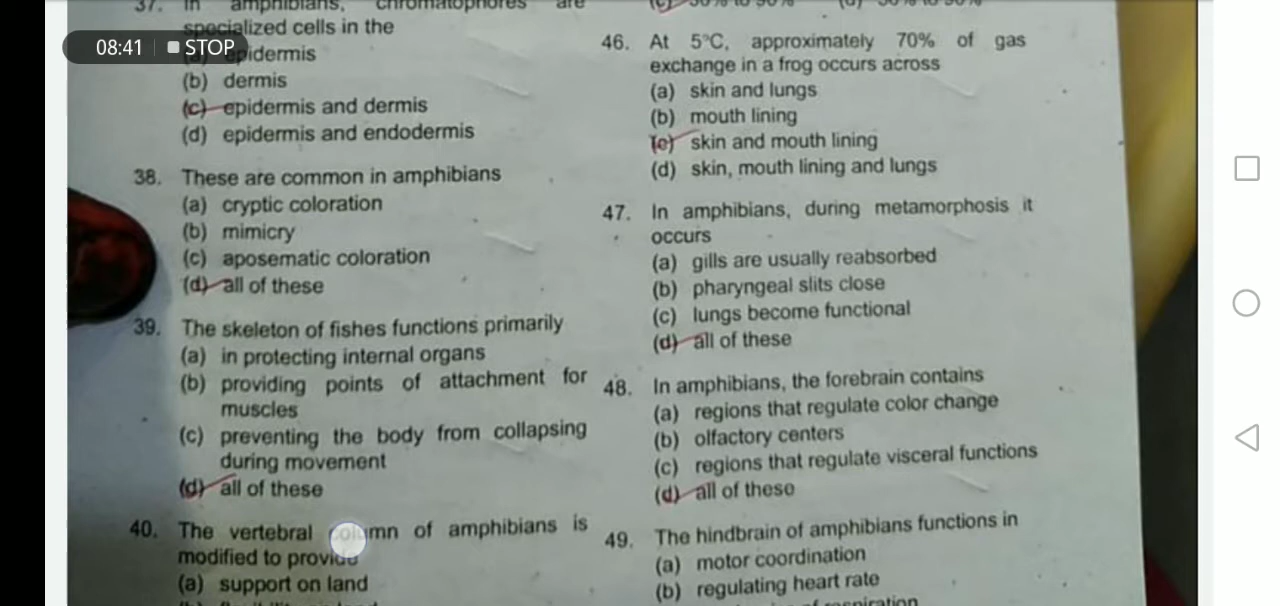 37. In amphibians, chromatophores are
specialized cells in the
08:41 STOP
(a) epidermis
(b) dermis
(c) epidermis and dermis
(d) epidermis and endodermis
38. These are common in amphibians
(a) cryptic coloration
(b) mimicry
(c) aposematic coloration
(d) all of these
39. The skeleton of fishes functions primarily
(a) in protecting internal organs
(b) providing points of attachment for
muscles
(c) preventing the body from collapsing
during movement
(d) all of these
40. The vertebral column of amphibians is
modified to provide
(a) support on land
46. At 5°C, approximately 70% of gas
exchange in a frog occurs across
(a) skin and lungs
(b) mouth lining
(c) skin and mouth lining
(d) skin, mouth lining and lungs
47. In amphibians, during metamorphosis it
occurs
(a) gills are usually reabsorbed
(b) pharyngeal slits close
(c) lungs become functional
(d) all of these
48. In amphibians, the forebrain contains
(a) regions that regulate color change
(b) olfactory centers
(c) regions that regulate visceral functions
(d) all of these
49. The hindbrain of amphibians functions in
(a) motor coordination
(b) regulating heart rate